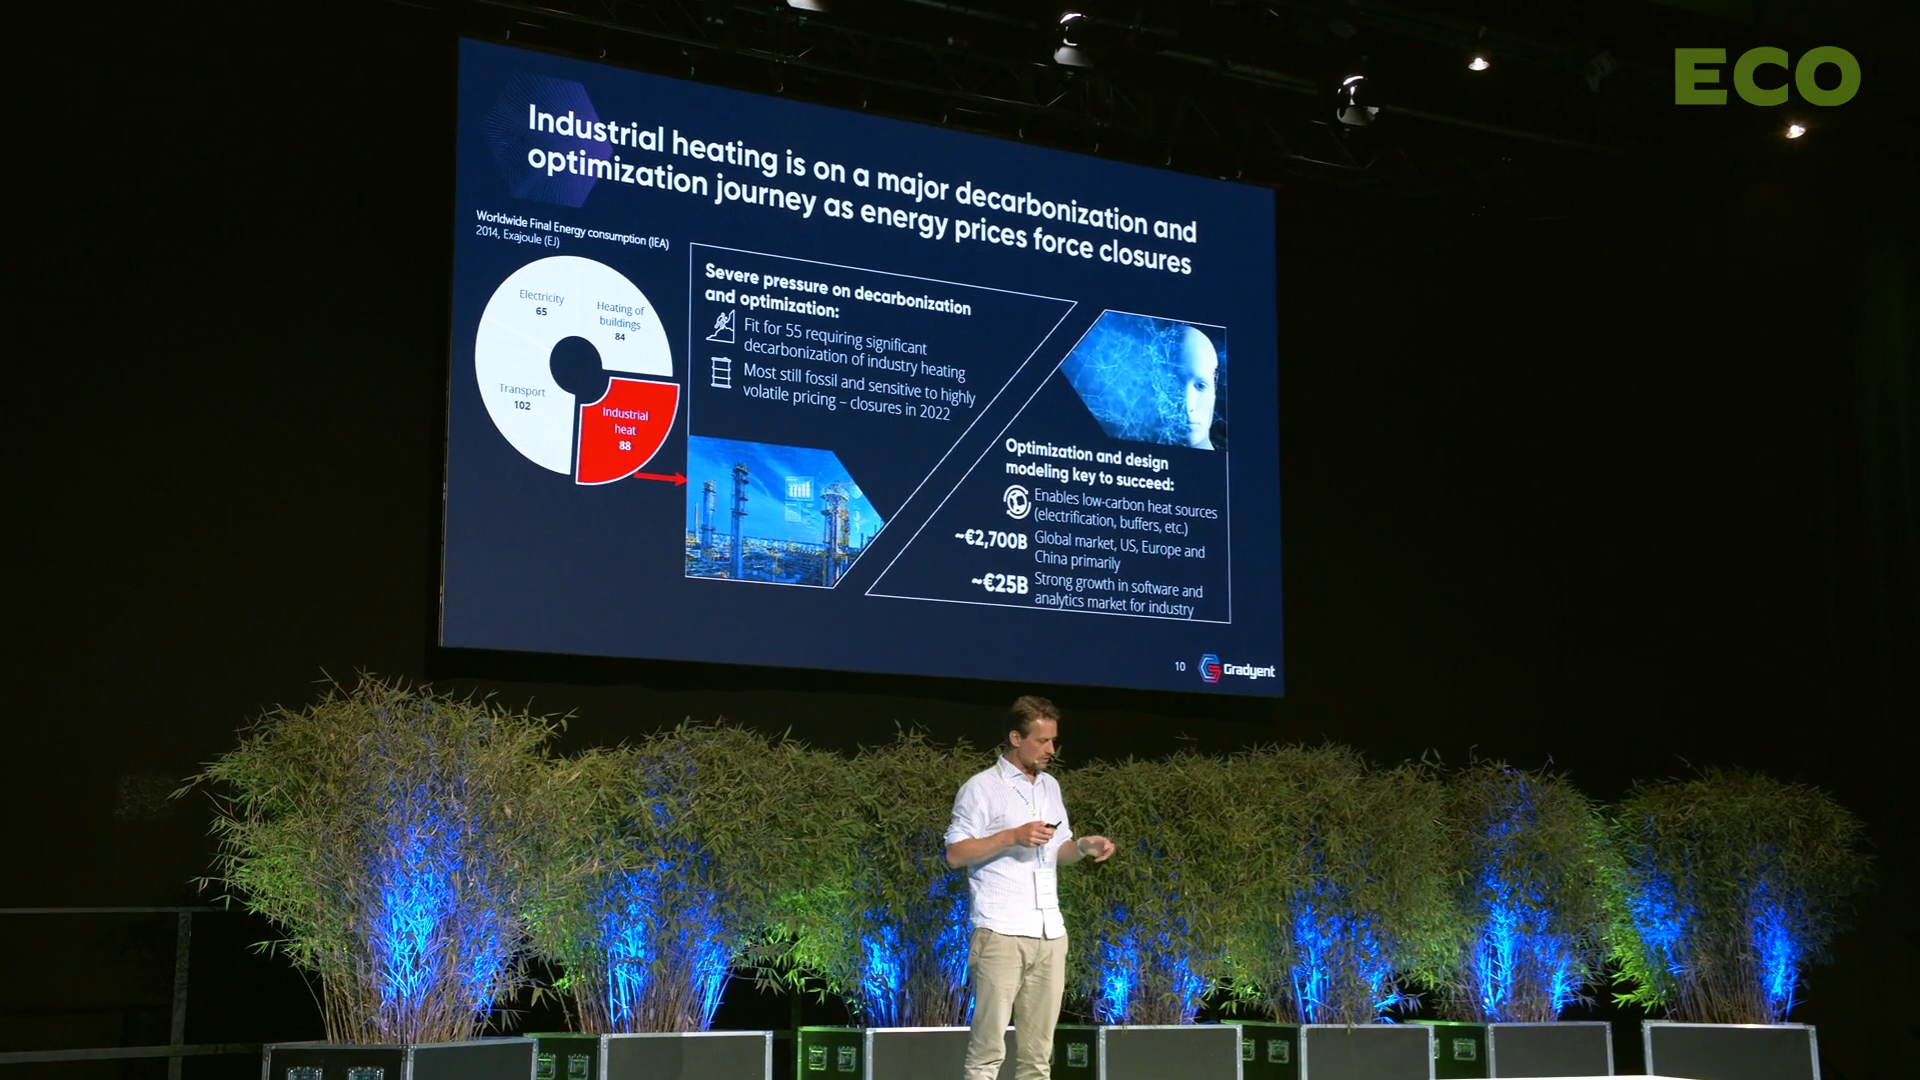 ECO
Industrial heating is on a major decarbonization and
optimization journey as energy prices force closures
Worldwide Final Energy consumption (IEA)
2014, Exajoule (EJ)
Electricity
65
Heating of
buildings
84
Transport
102
Industrial
heat
88
Severe pressure on decarbonization
and optimization:
Fit for 55 requiring significant
decarbonization of industry heating
Most still fossil and sensitive to highly
volatile pricing – closures in 2022
Optimization and design
modeling key to succeed:
Enables low-carbon heat sources
(electrification, buffers, etc.)
~€2,700B Global market, US, Europe and
China primarily
~€25B Strong growth in software and
analytics market for industry
10 Gradyent